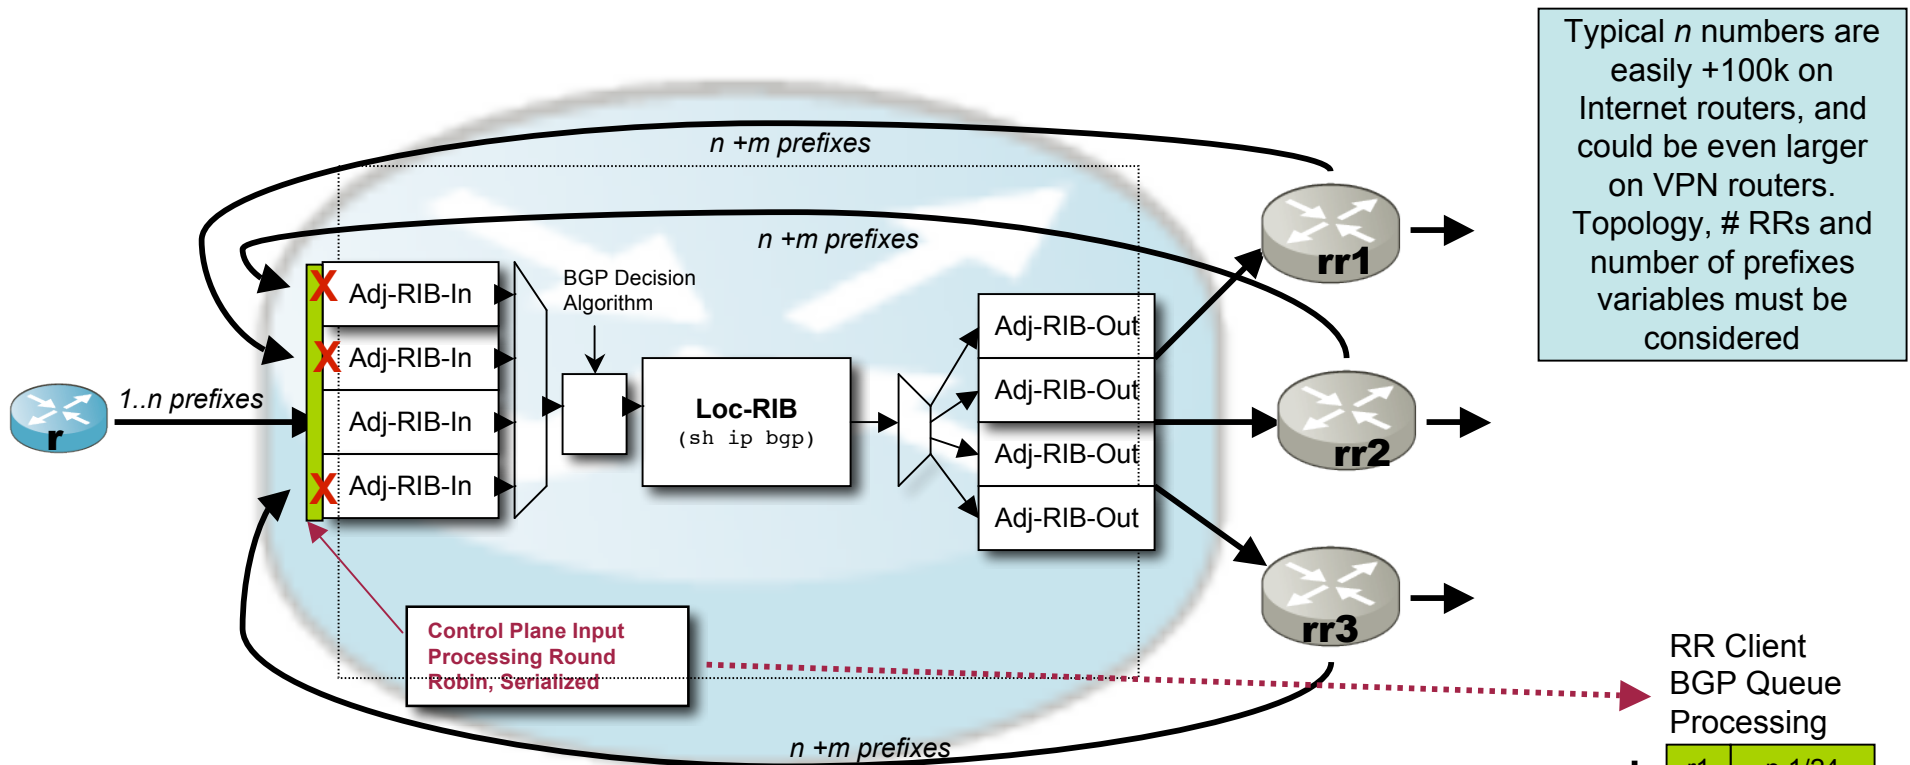 Typical n numbers are
easily +100k on
Internet routers, and
could be even larger
on VPN routers.
Topology, # RRs and
number of prefixes
variables must be
considered
n +m prefixes
n +m prefixes
BGP Decision
Algorithm
Adj-RIB-In
Adj-RIB-In
Adj-RIB-In
Adj-RIB-In
X
X
X
1..n prefixes
r
Loc-RIB
(sh ip bgp)
Adj-RIB-Out
Adj-RIB-Out
Adj-RIB-Out
Adj-RIB-Out
rr1
rr2
rr3
Control Plane Input
Processing Round
Robin, Serialized
n +m prefixes
RR Client
BGP Queue
Processing